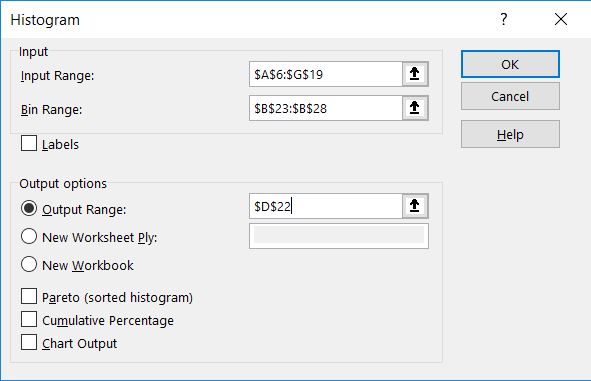 Histogram
?
Input
Input Range:
$A$6:$G$19
OK
Bin Range:
$B$23:$B$28
Cancel
Labels
Help
Output options
Output Range:
$D$22
New Worksheet Ply:
New Workbook
Pareto (sorted histogram)
Cumulative Percentage
Chart Output